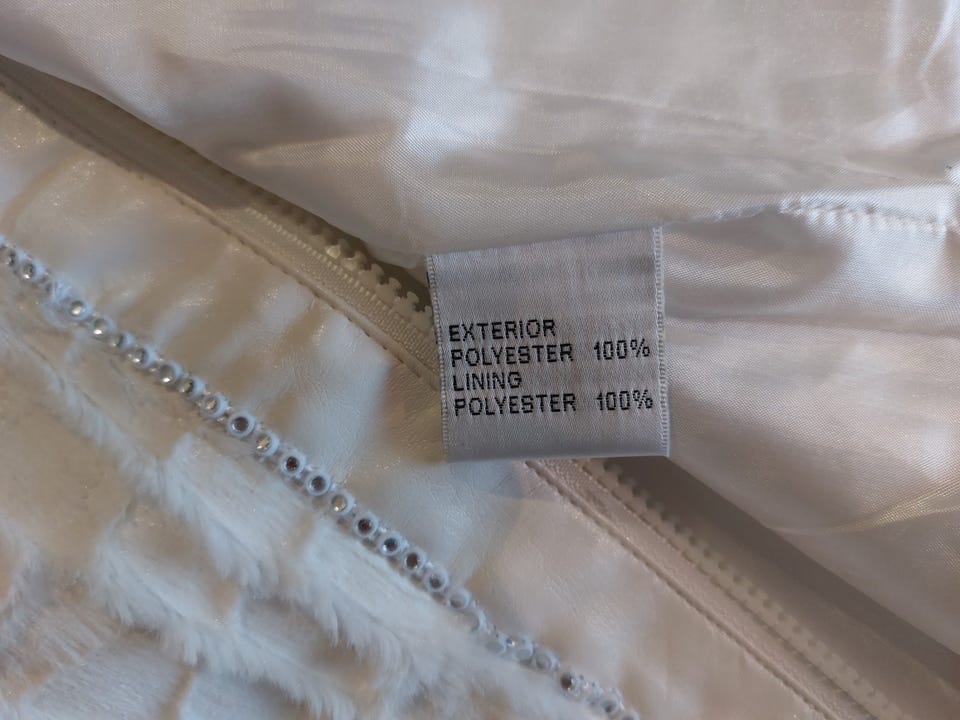 EXTERIOR
POLYESTER 100%
LINING
POLYESTER 100%